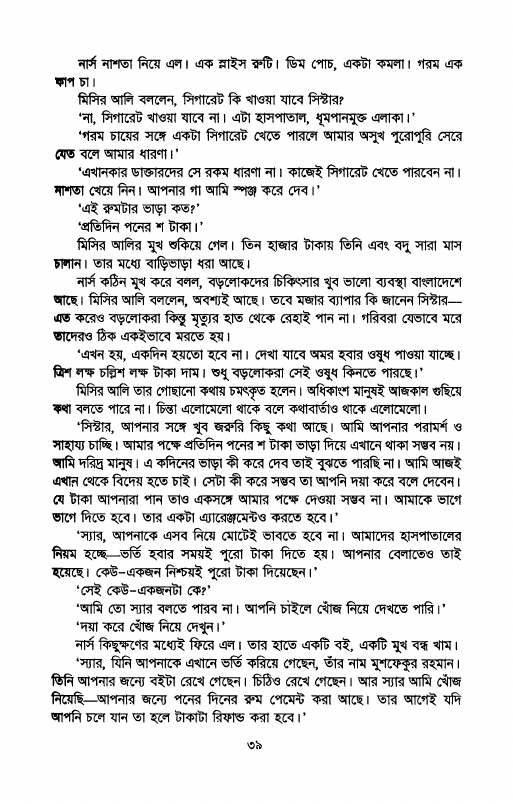 নার্স নাশতা নিয়ে এল। এক স্লাইস রুটি। ডিম পোচ, একটা কমলা। গরম এক
কাপ চা।
মিসির আলি বললেন, সিগারেট কি খাওয়া যাবে সিস্টার?
‘না, সিগারেট খাওয়া যাবে না। এটা হাসপাতাল, ধূমপানমুক্ত এলাকা।’
‘গরম চায়ের সঙ্গে একটা সিগারেট খেতে পারলে আমার অসুখ পুরোপুরি সেরে
যেত বলে আমার ধারণা।’
‘এখানকার ডাক্তারদের সে রকম ধারণা না। কাজেই সিগারেট খেতে পারবেন না।
নাশতা খেয়ে নিন। আপনার গা আমি স্পঞ্জ করে দেব।’
‘এই রুমটার ভাড়া কত?’
‘প্রতিদিন পনের শ টাকা।’
মিসির আলির মুখ শুকিয়ে গেল। তিন হাজার টাকায় তিনি এবং বদু সারা মাস
চালান। তার মধ্যে বাড়িভাড়া ধরা আছে।
নার্স কঠিন মুখ করে বলল, বড়লোকদের চিকিৎসার খুব ভালো ব্যবস্থা বাংলাদেশে
আছে। মিসির আলি বললেন, অবশ্যই আছে। তবে মজার ব্যাপার কি জানেন সিস্টার—
এত করেও বড়লোকরা কিন্তু মৃত্যুর হাত থেকে রেহাই পান না। গরিবরা যেভাবে মরে
তাদেরও ঠিক একইভাবে মরতে হয়।
‘এখন হয়, একদিন হয়তো হবে না। দেখা যাবে অমর হবার ওষুধ পাওয়া যাচ্ছে।
ত্রিশ লক্ষ চল্লিশ লক্ষ টাকা দাম। শুধু বড়লোকরা সেই ওষুধ কিনতে পারছে।’
মিসির আলি তার গোছানো কথায় চমৎকৃত হলেন। অধিকাংশ মানুষই আজকাল গুছিয়ে
কথা বলতে পারে না। চিন্তা এলোমেলো থাকে বলে কথাবার্তাও থাকে এলোমেলো।
‘সিস্টার, আপনার সঙ্গে খুব জরুরি কিছু কথা আছে। আমি আপনার পরামর্শ ও
সাহায্য চাচ্ছি। আমার পক্ষে প্রতিদিন পনের শ টাকা ভাড়া দিয়ে এখানে থাকা সম্ভব নয়।
আমি দরিদ্র মানুষ। এ কদিনের ভাড়া কী করে দেব তাই বুঝতে পারছি না। আমি আজই
এখান থেকে বিদেয় হতে চাই। সেটা কী করে সম্ভব তা আপনি দয়া করে বলে দেবেন।
যে টাকা আপনারা পান তাও একসঙ্গে আমার পক্ষে দেওয়া সম্ভব না। আমাকে ভাগে
ভাগে দিতে হবে। তার একটা এ্যারেঞ্জমেন্টও করতে হবে।’
‘স্যার, আপনাকে এসব নিয়ে মোটেই ভাবতে হবে না। আমাদের হাসপাতালের
নিয়ম হচ্ছে—ভর্তি হবার সময়ই পুরো টাকা দিতে হয়। আপনার বেলাতেও তাই
হয়েছে। কেউ-একজন নিশ্চয়ই পুরো টাকা দিয়েছেন।’
‘সেই কেউ-একজনটা কে?’
‘আমি তো স্যার বলতে পারব না। আপনি চাইলে খোঁজ নিয়ে দেখতে পারি।’
‘দয়া করে খোঁজ নিয়ে দেখুন।’
নার্স কিছুক্ষণের মধ্যেই ফিরে এল। তার হাতে একটি বই, একটি মুখ বন্ধ খাম।
‘স্যার, যিনি আপনাকে এখানে ভর্তি করিয়ে গেছেন, তাঁর নাম মুশফেকুর রহমান।
তিনি আপনার জন্যে বইটা রেখে গেছেন। চিঠিও রেখে গেছেন। আর স্যার আমি খোঁজ
নিয়েছি—আপনার জন্যে পনের দিনের রুম পেমেন্ট করা আছে। তার আগেই যদি
আপনি চলে যান তা হলে টাকাটা রিফান্ড করা হবে।’
৩৯